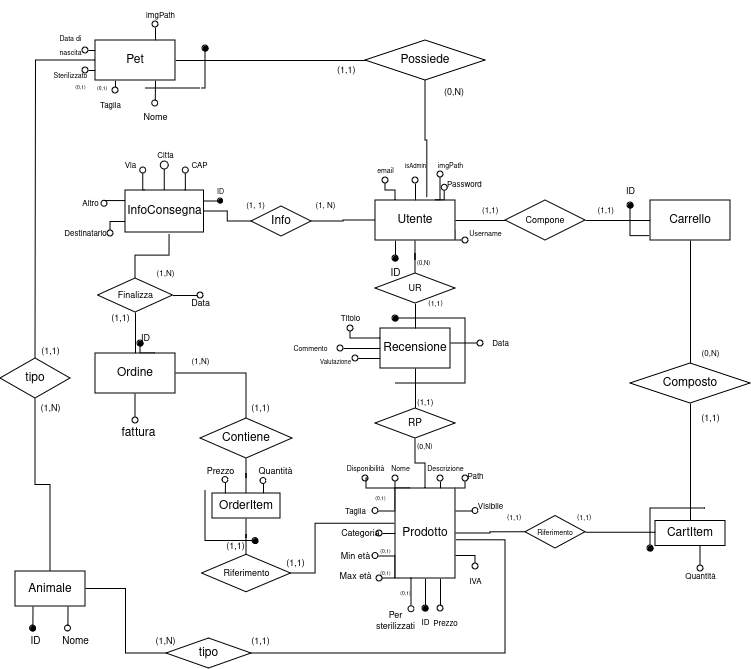 imgPath
Data di
nascita
Pet
Possiede
(1,1)
Sterilizzato
(0,1)
(0,1)
Taglia
Nome
(0,N)
Via
Citta
CAP
email
isAdmin
imgPath
Password
ID
ID
Altro
InfoConsegna
(1, 1)
Info
(1, N)
Utente
(1,1)
Compone
(1,1)
Carrello
Destinatario
Username
(1,N)
ID
(0,N)
Finalizza
Data
UR
(1,1)
(1,1)
Titolo
ID
Commento
Recensione
Data
Valutazione
(1,1)
tipo
(1,N)
Ordine
(1,N)
(0,N)
Composto
(1,1)
(1,1)
(1,1)
RP
fattura
Contiene
(o,N)
Prezzo
Quantità
Disponibilità
Nome
Descrizione
Path
(0,1)
OrderItem
Taglia
Visibile
(1,1)
(1,1)
Categoria
Prodotto
Riferimento
CartItem
(1,1)
Min età
(0,1)
(1,1)
Riferimento
Max età
(0,1)
IVA
Quantita
Animale
(0,1)
Per
sterilizzati
ID
Prezzo
ID
Nome
(1,N)
tipo
(1,1)